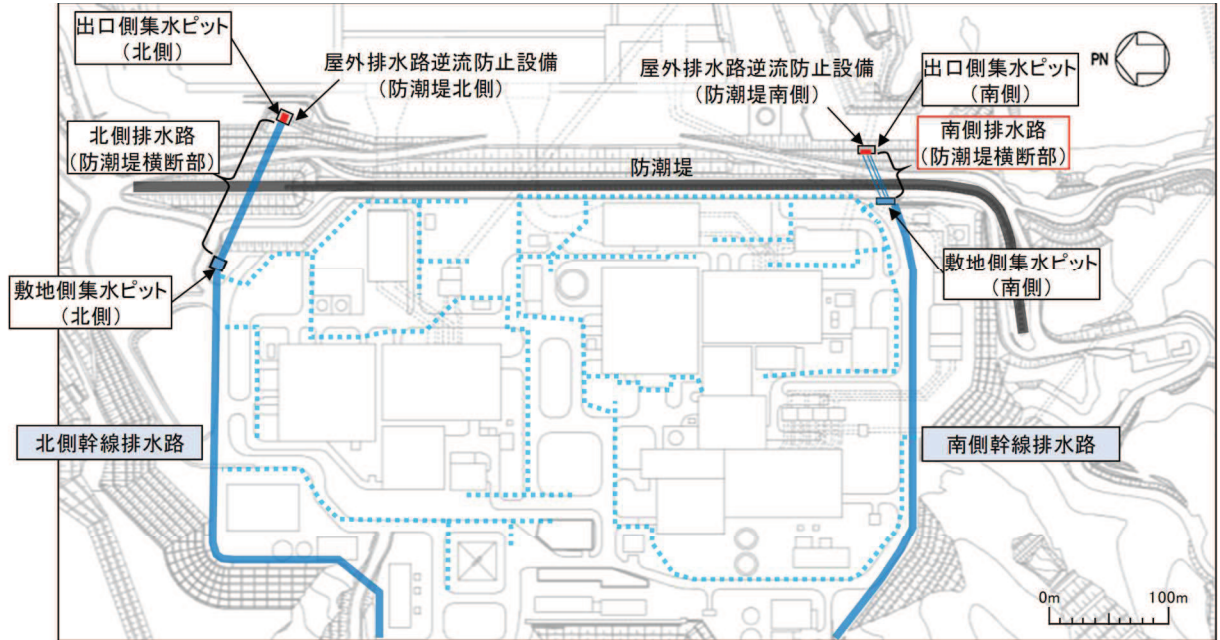 出口側集水ピット
（北側）
屋外排水路逆流防止設備
（防潮堤北側）
屋外排水路逆流防止設備
（防潮堤南側）
出口側集水ピット
（南側）
PN
北側排水路
（防潮堤横断部）
南側排水路
（防潮堤横断部）
防潮堤
敷地側集水ピット
（北側）
敷地側集水ピット
（南側）
北側幹線排水路
南側幹線排水路
0m 100m